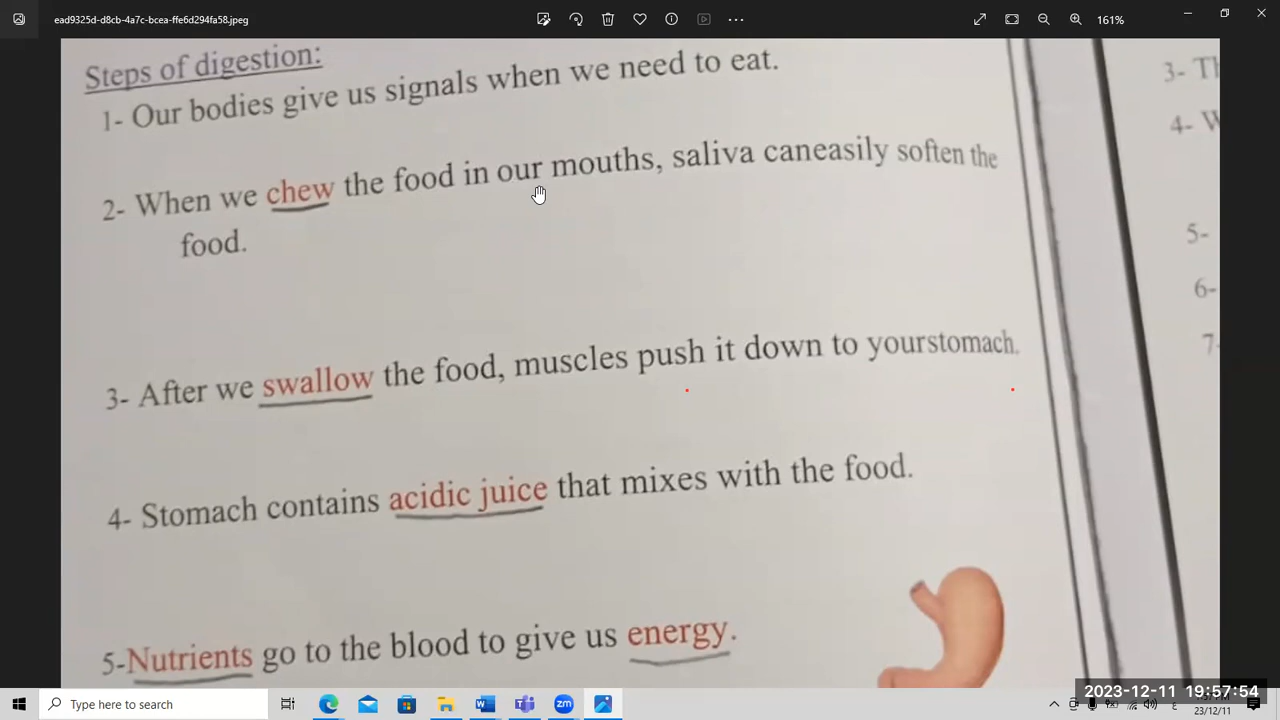 ead9325d-d8cb-4a7c-bcea-ffe6d294fa58.jpeg
161%
Steps of digestion:
1- Our bodies give us signals when we need to eat.
2- When we chew the food in our mouths, saliva caneasily soften the
food.
3- After we swallow the food, muscles push it down to yourstomach.
4- Stomach contains acidic juice that mixes with the food.
5-Nutrients go to the blood to give us energy.
3- Th
4- W
5-
6-
7-
Type here to search
2023-12-11 19:57:54
23/12/11